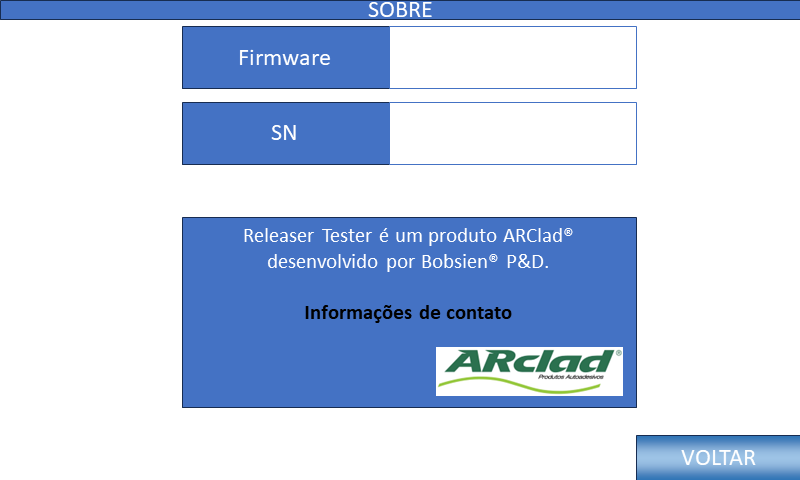 SOBRE
Firmware
SN
Releaser Tester é um produto ARClad®
desenvolvido por Bobsien® P&D.
Informações de contato
ARclad®
Produtos Autoadesivos
VOLTAR